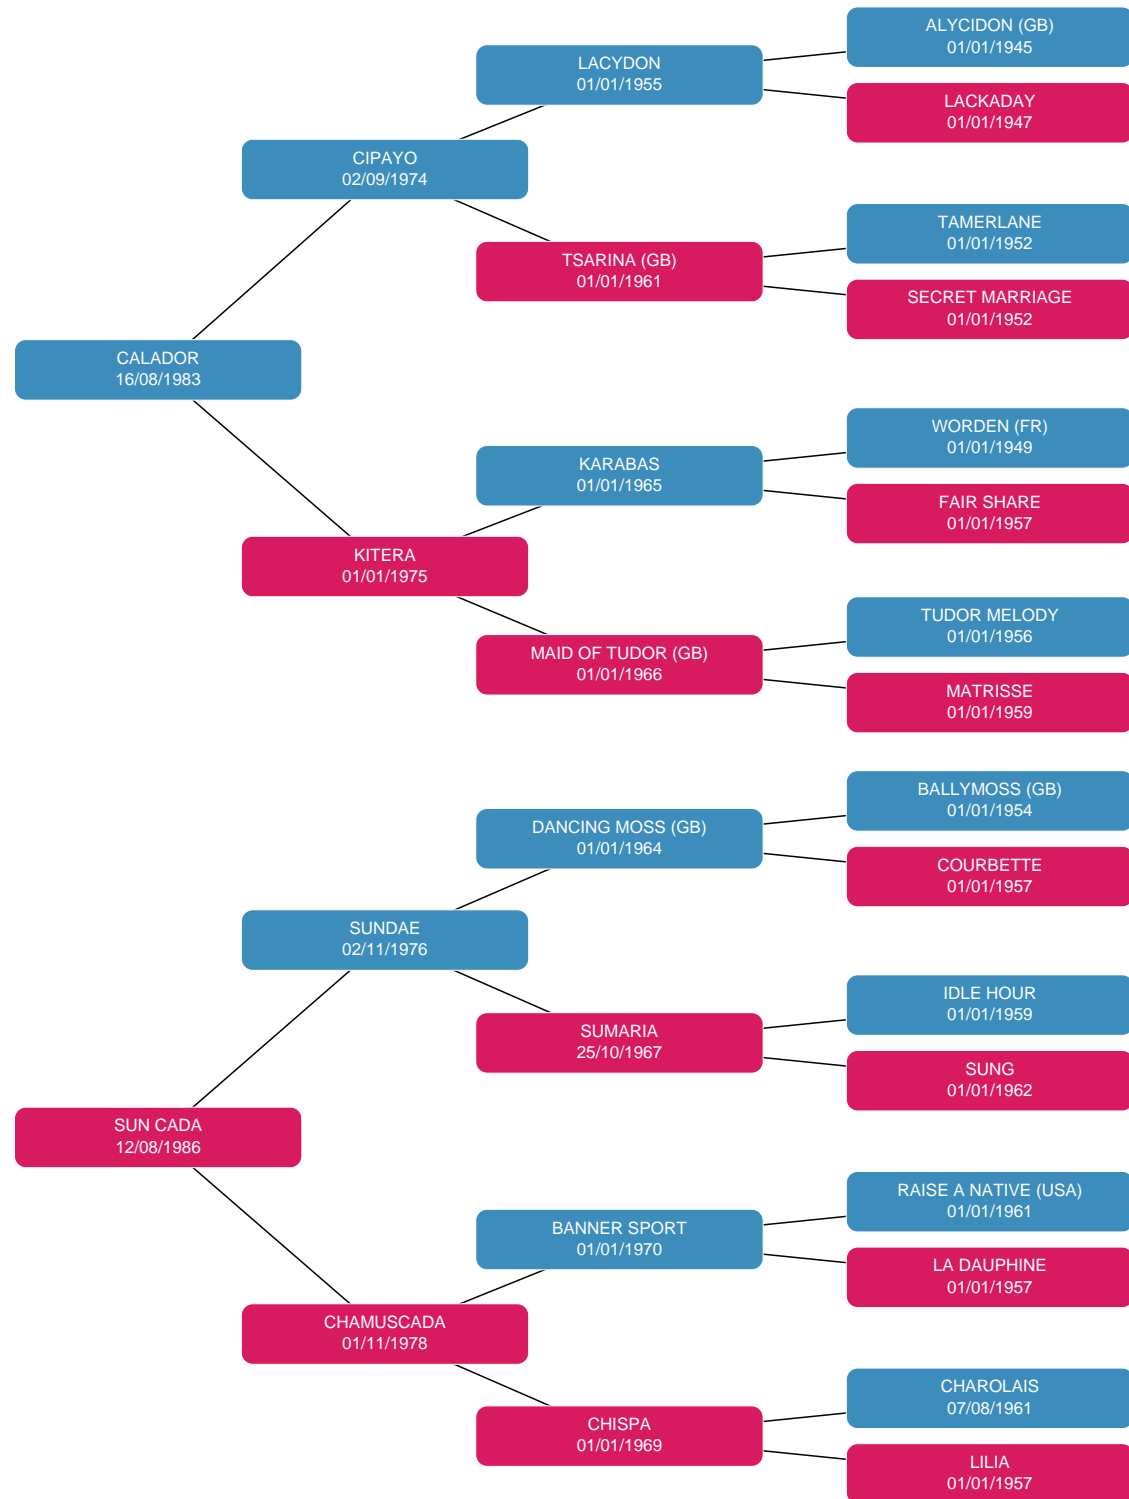 ALYCIDON (GB)
01/01/1945
LACYDON
01/01/1955
LACKADAY
01/01/1947
CIPAYO
02/09/1974
TAMERLANE
01/01/1952
TSARINA (GB)
01/01/1961
SECRET MARRIAGE
01/01/1952
CALADOR
16/08/1983
WORDEN (FR)
01/01/1949
KARABAS
01/01/1965
FAIR SHARE
01/01/1957
KITERA
01/01/1975
TUDOR MELODY
01/01/1956
MAID OF TUDOR (GB)
01/01/1966
MATRISSE
01/01/1959
BALLYMOSS (GB)
01/01/1954
DANCING MOSS (GB)
01/01/1964
COURBETTE
01/01/1957
SUNDAE
02/11/1976
IDLE HOUR
01/01/1959
SUMARIA
25/10/1967
SUNG
01/01/1962
SUN CADA
12/08/1986
RAISE A NATIVE (USA)
01/01/1961
BANNER SPORT
01/01/1970
LA DAUPHINE
01/01/1957
CHAMUSCADA
01/11/1978
CHAROLAIS
07/08/1961
CHISPA
01/01/1969
LILIA
01/01/1957